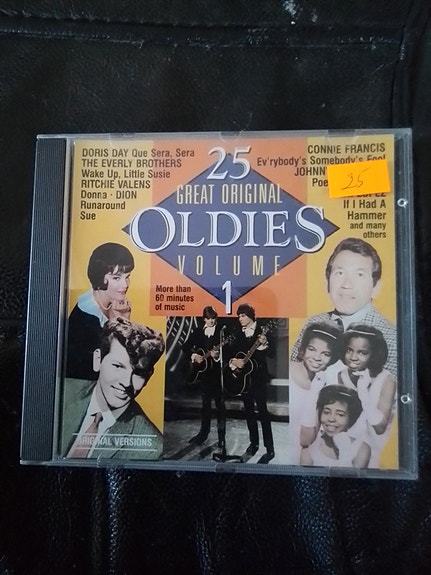 DORIS DAY Que Sera, Sera
THE EVERLY BROTHERS
Wake Up, Little Susie
RITCHIE VALENS
Donna · DION
Runaround
Sue
25
GREAT ORIGINAL
OLDIES
VOLUME
1
More than
60 minutes
of music
CONNIE FRANCIS
Ev'rybody's Somebody's Fool
JOHNNY
25
If I Had A
Hammer
and many
others
ORIGINAL VERSIONS